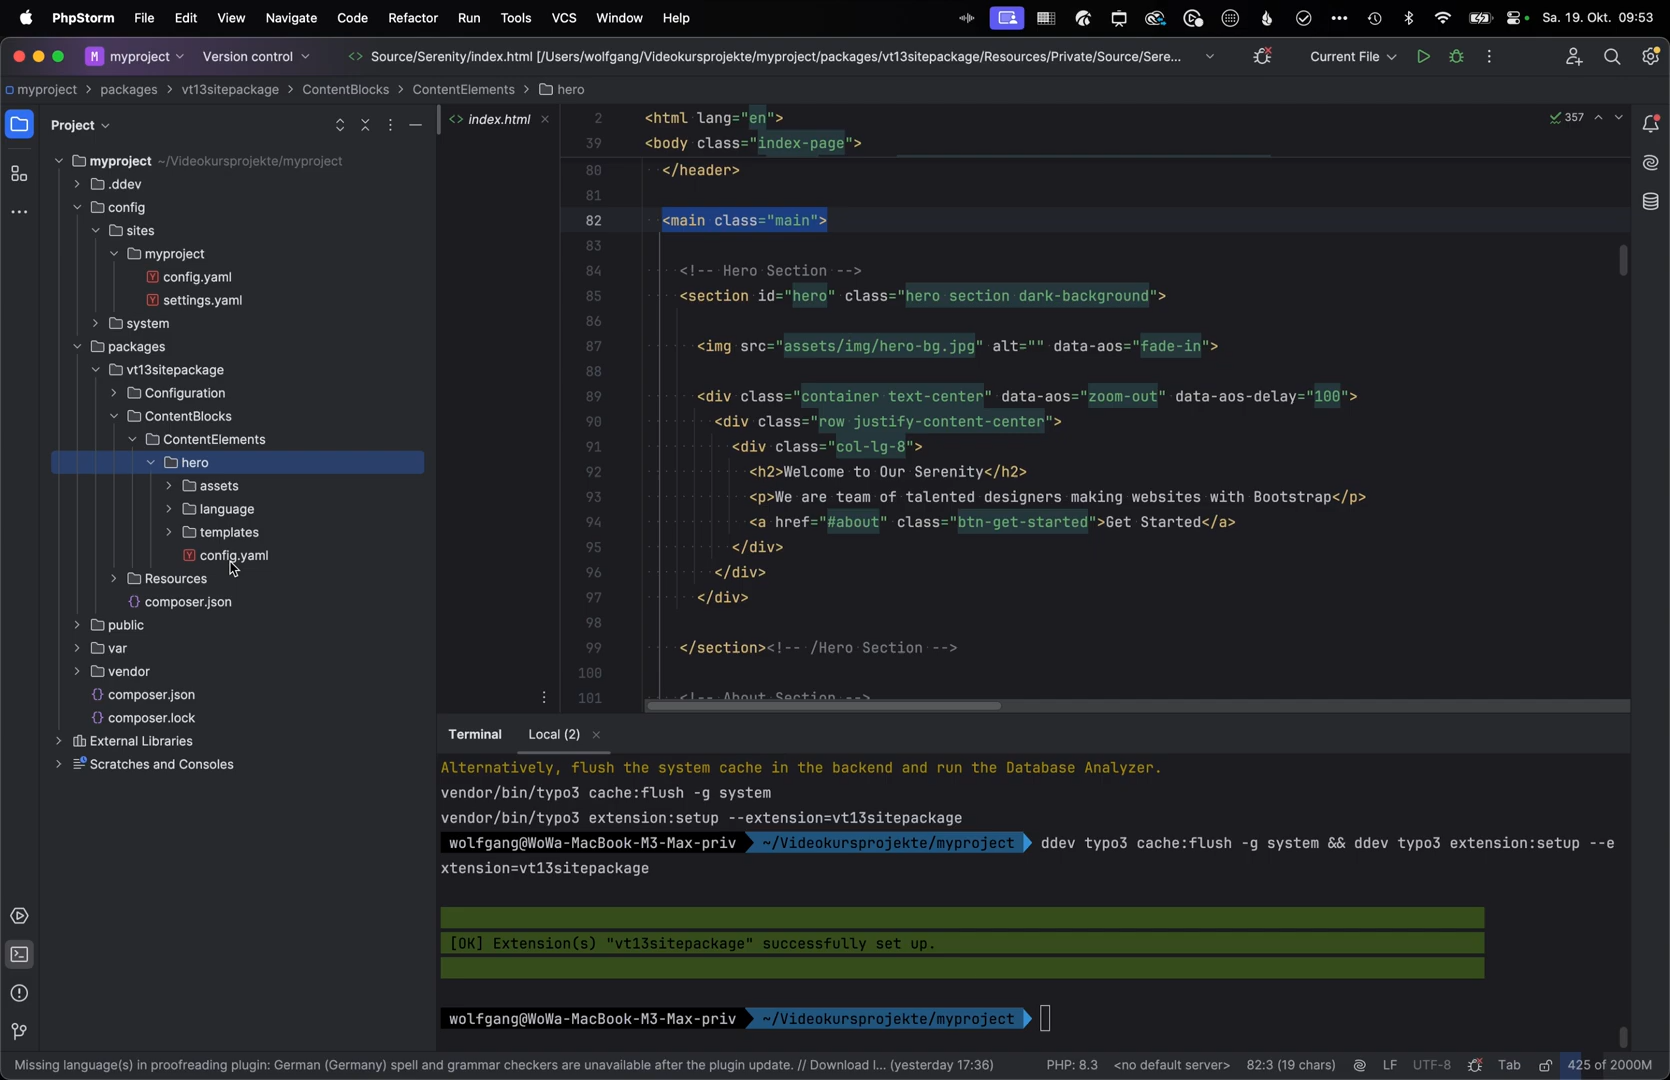 PhpStorm File Edit View Navigate Code Refactor Run Tools VCS Window Help Sa. 19. Okt. 09:53
M myproject Version control <> Source/Serenity/index.html [/Users/wolfgang/Videokursprojekte/myproject/packages/vt13sitepackage/Resources/Private/Source/Sere... Current File
myproject > packages > vt13sitepackage > ContentBlocks > ContentElements > hero
Project
myproject ~/Videokursprojekte/myproject
.ddev
config
sites
myproject
config.yaml
settings.yaml
system
packages
vt13sitepackage
Configuration
ContentBlocks
ContentElements
hero
assets
language
templates
config.yaml
Resources
composer.json
public
var
vendor
composer.json
composer.lock
External Libraries
Scratches and Consoles
<> index.html
357
2 <html lang="en">
39 <body class="index-page">
80 </header>
81
82 <main class="main">
83
84 <!-- Hero Section -->
85 <section id="hero" class="hero section dark-background">
86
87 <img src="assets/img/hero-bg.jpg" alt="" data-aos="fade-in">
88
89 <div class="container text-center" data-aos="zoom-out" data-aos-delay="100">
90 <div class="row justify-content-center">
91 <div class="col-lg-8">
92 <h2>Welcome to Our Serenity</h2>
93 <p>We are team of talented designers making websites with Bootstrap</p>
94 <a href="#about" class="btn-get-started">Get Started</a>
95 </div>
96 </div>
97 </div>
98
99 </section><!-- /Hero Section -->
100
101 <!-- About Section -->
Terminal Local (2)
Alternatively, flush the system cache in the backend and run the Database Analyzer.
vendor/bin/typo3 cache:flush -g system
vendor/bin/typo3 extension:setup --extension=vt13sitepackage
wolfgang@WoWa-MacBook-M3-Max-priv ~/Videokursprojekte/myproject ddev typo3 cache:flush -g system && ddev typo3 extension:setup --e
xtension=vt13sitepackage
[OK] Extension(s) "vt13sitepackage" successfully set up.
wolfgang@WoWa-MacBook-M3-Max-priv ~/Videokursprojekte/myproject
Missing language(s) in proofreading plugin: German (Germany) spell and grammar checkers are unavailable after the plugin update. // Download l... (yesterday 17:36) PHP: 8.3 <no default server> 82:3 (19 chars) LF UTF-8 Tab 425 of 2000M